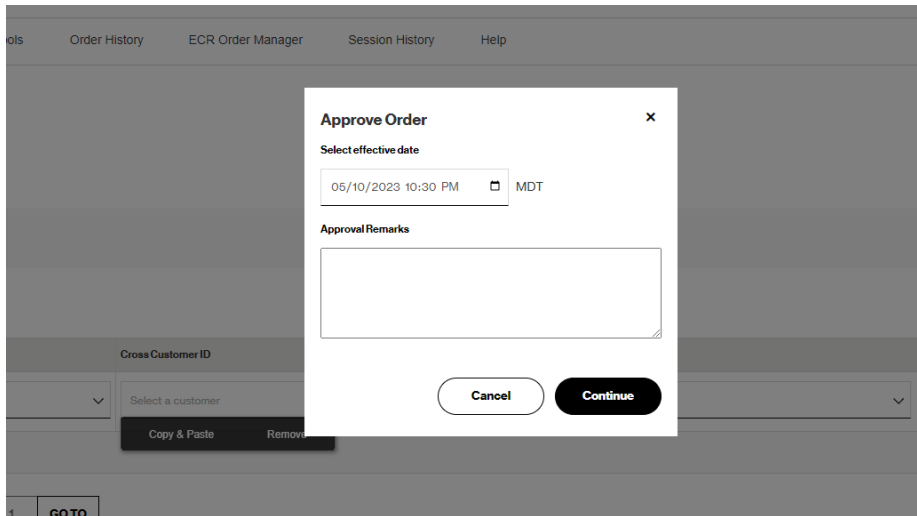 ools Order History ECR Order Manager Session History Help
Approve Order ×
Select effective date
05/10/2023 10:30 PM MDT
Approval Remarks
Cross Customer ID
Select a customer
Cancel Continue
Copy & Paste Remove
1 GO TO